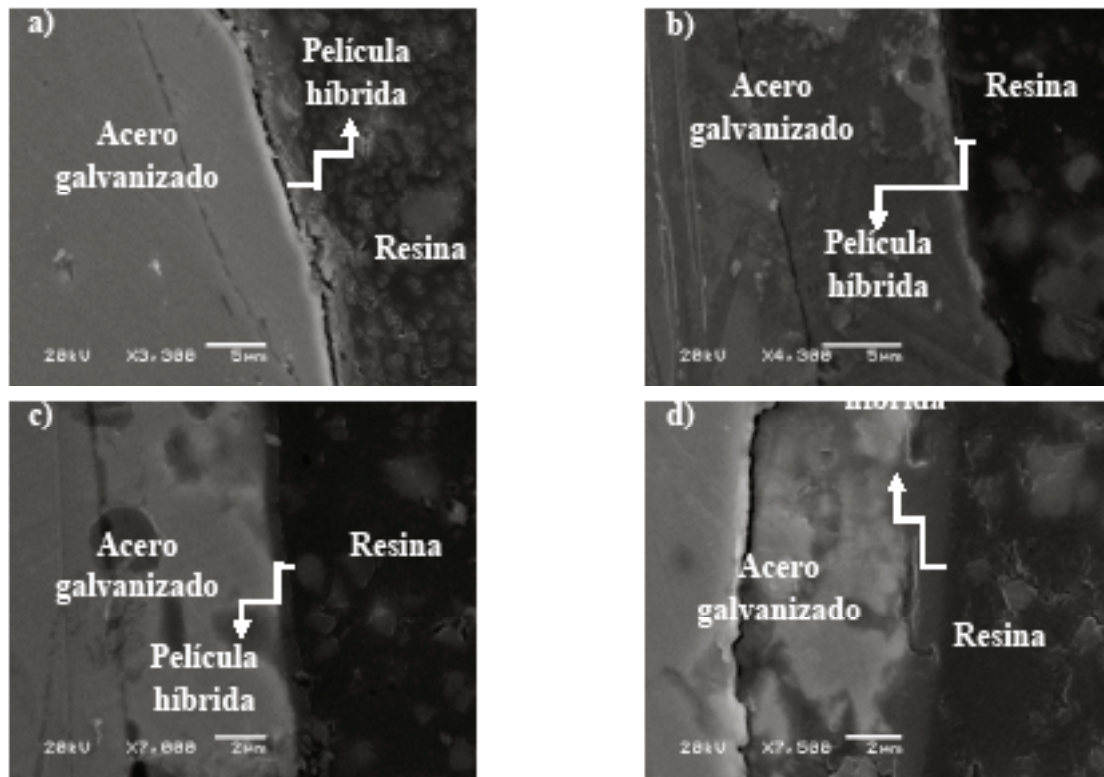 a)
Película
híbrida
Acero
galvanizado
Resina
20kV X3,300 5µm
b)
Acero
galvanizado
Resina
Película
híbrida
20kV X4,300 5µm
c)
Acero
galvanizado
Resina
Película
híbrida
20kV X7,000 2µm
d)
híbrida
Acero
galvanizado
Resina
20kV X7,500 2µm